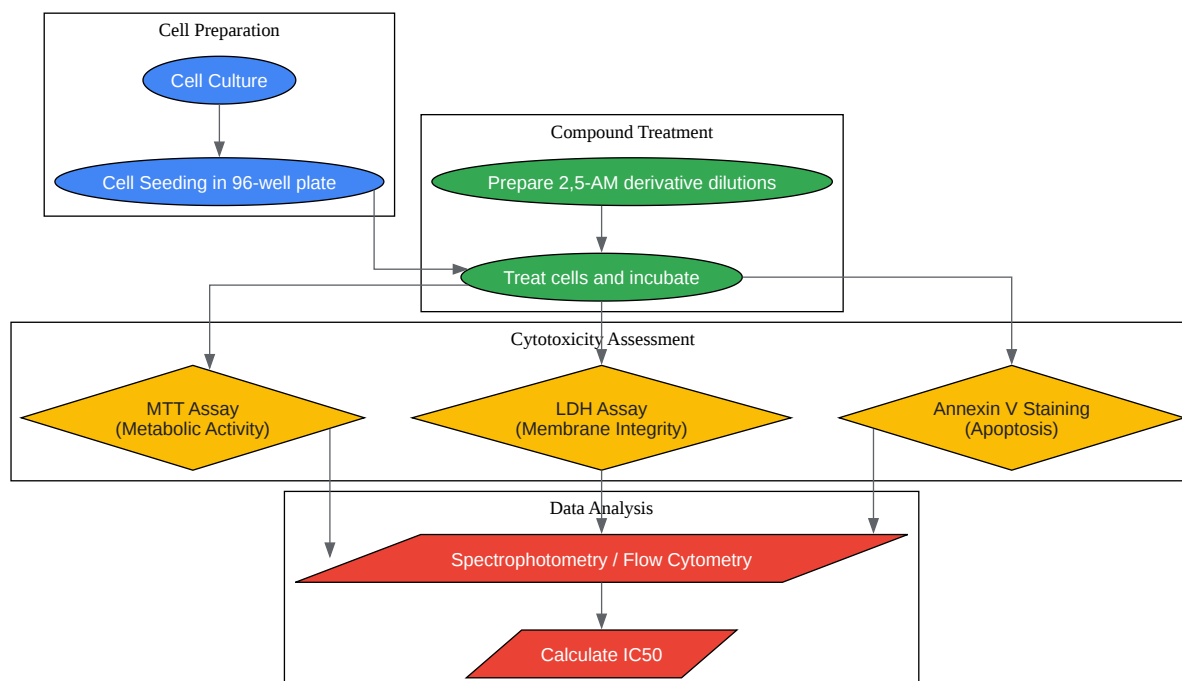 Cell Preparation
Cell Culture
Cell Seeding in 96-well plate
Compound Treatment
Prepare 2,5-AM derivative dilutions
Treat cells and incubate
Cytotoxicity Assessment
MTT Assay
(Metabolic Activity)
LDH Assay
(Membrane Integrity)
Annexin V Staining
(Apoptosis)
Data Analysis
Spectrophotometry / Flow Cytometry
Calculate IC50